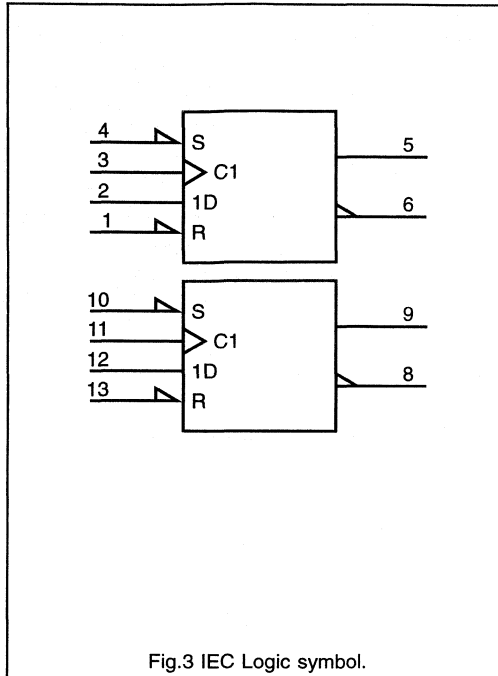 4 S 5
3 C1
2 1D 6
1 R
10 S 9
11 C1
12 1D 8
13 R
Fig.3 IEC Logic symbol.